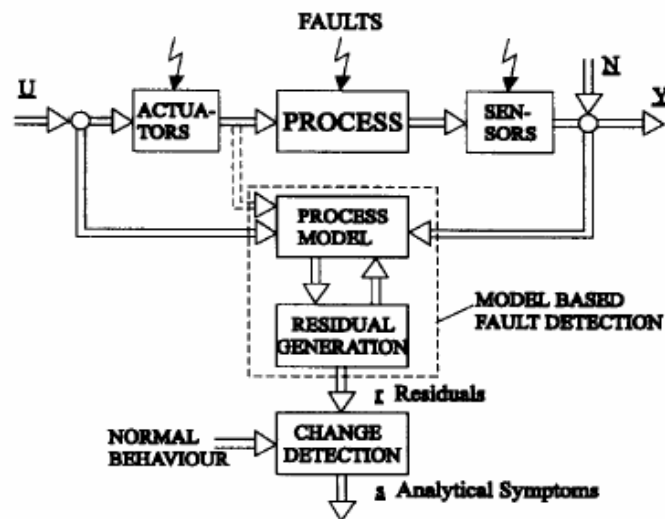 FAULTS
U
N
Y
ACTUA-
TORS
PROCESS
SEN-
SORS
PROCESS
MODEL
MODEL BASED
FAULT DETECTION
RESIDUAL
GENERATION
r Residuals
NORMAL
BEHAVIOUR
CHANGE
DETECTION
s Analytical Symptoms